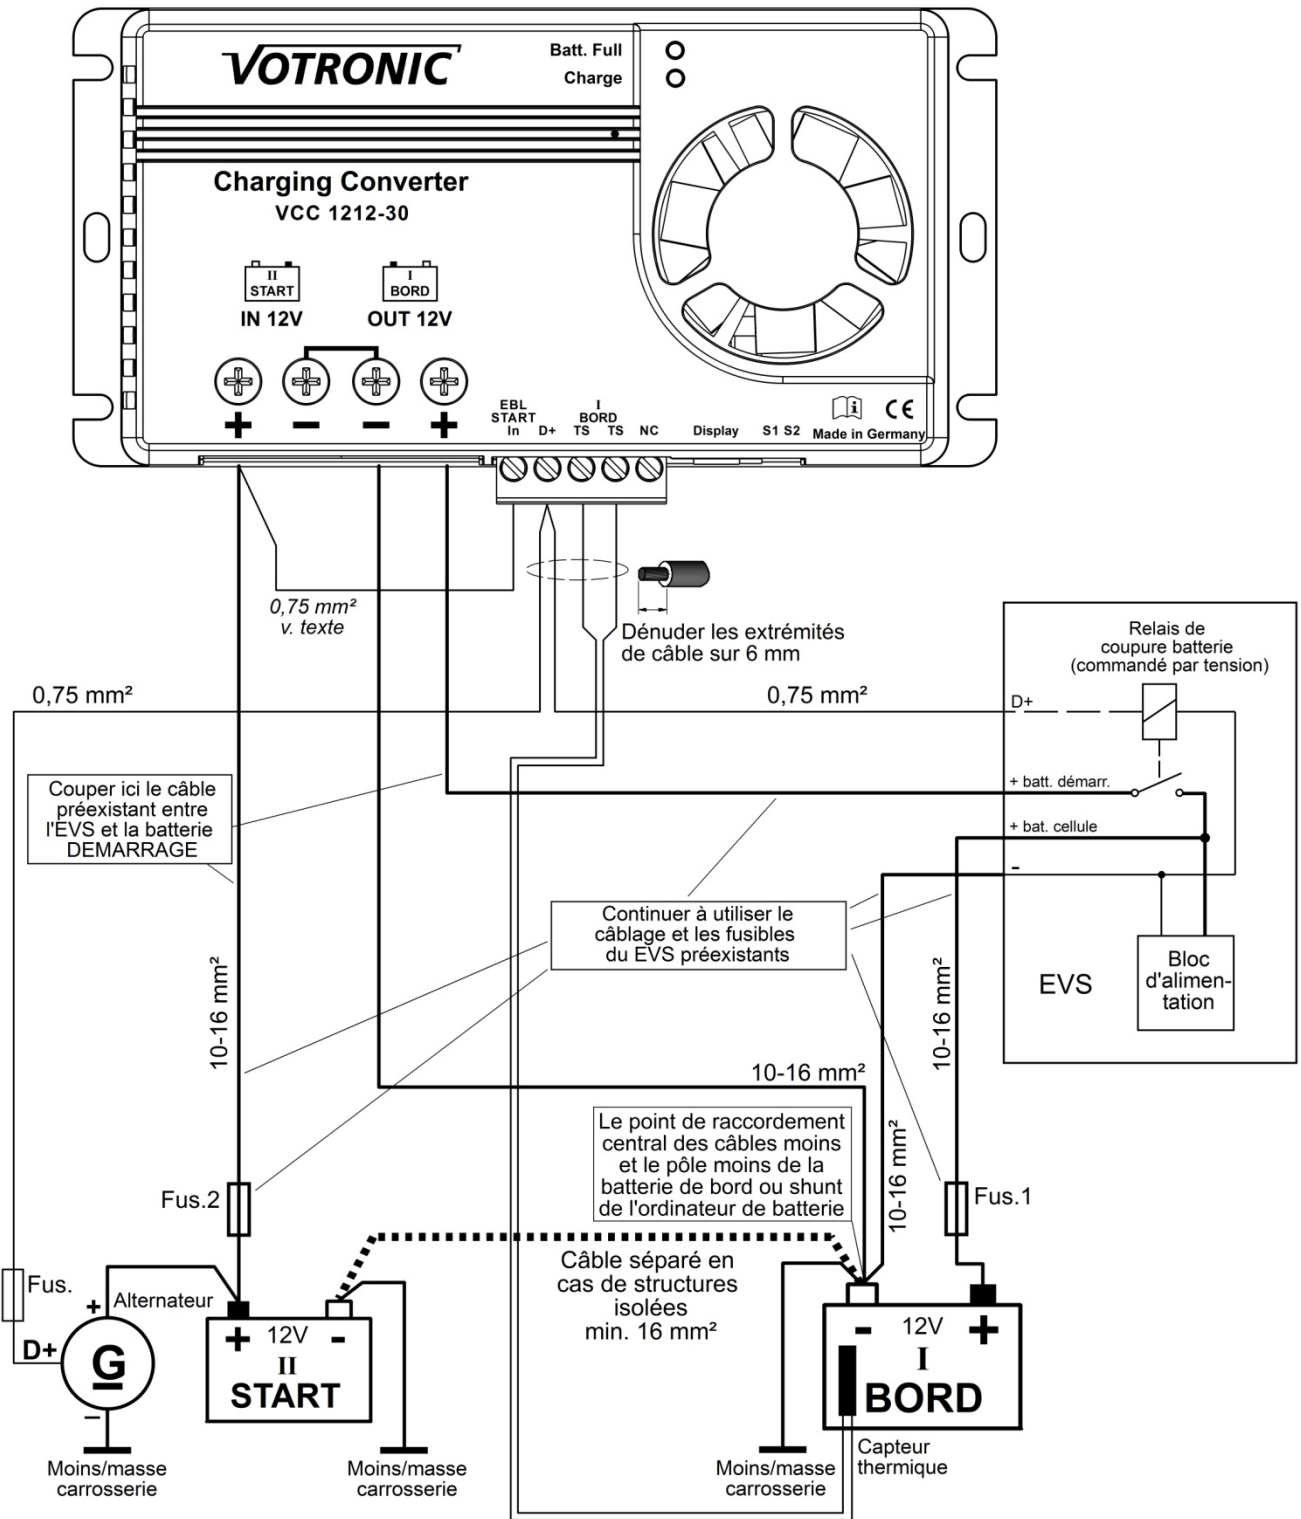 VOTRONIC
Batt. Full
Charge
Charging Converter
VCC 1212-30
II
START
IN 12V
I
BORD
OUT 12V
+ − − +
EBL
START
In
D+
I
BORD
TS TS
NC
Display
S1 S2
i CE
Made in Germany
0,75 mm²
v. texte
Dénuder les extrémités
de câble sur 6 mm
Relais de
coupure batterie
(commandé par tension)
0,75 mm²
0,75 mm²
D+
Couper ici le câble
préexistant entre
l'EVS et la batterie
DEMARRAGE
+ batt. démarr.
+ bat. cellule
-
Continuer à utiliser le
câblage et les fusibles
du EVS préexistants
EVS
Bloc
d'alimen-
tation
10-16 mm²
10-16 mm²
10-16 mm²
10-16 mm²
Le point de raccordement
central des câbles moins
et le pôle moins de la
batterie de bord ou shunt
de l'ordinateur de batterie
Fus.2
Fus.1
Câble séparé en
cas de structures
isolées
min. 16 mm²
Fus.
+
Alternateur
D+
G
−
+ 12V -
II
START
- 12V +
I
BORD
Moins/masse
carrosserie
Moins/masse
carrosserie
Moins/masse
carrosserie
Capteur
thermique